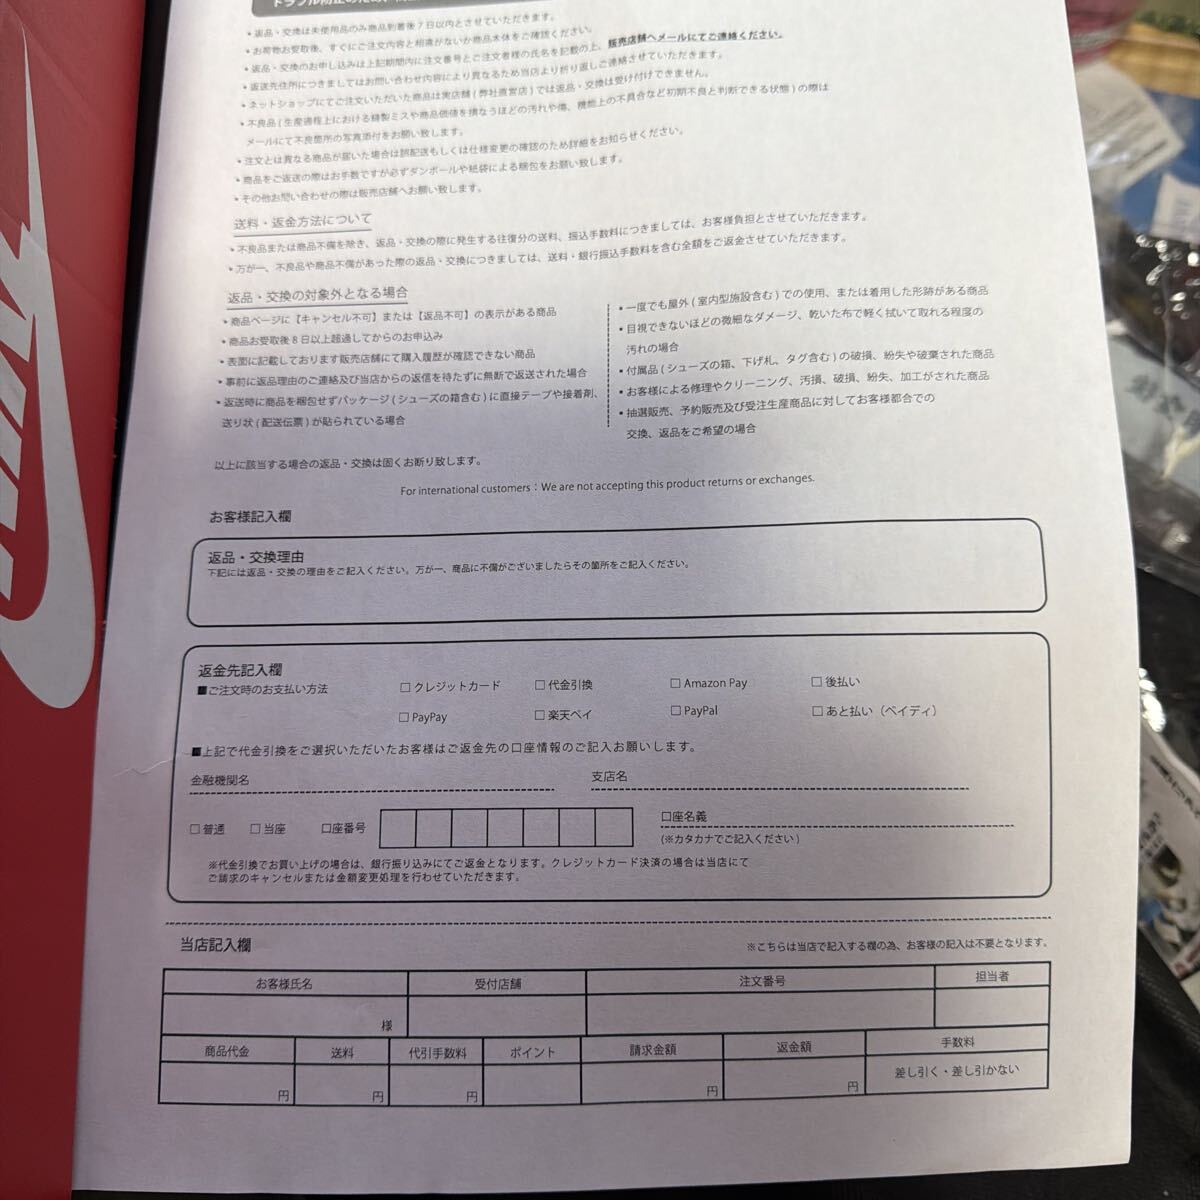 ・返品・交換は未使用品のみ商品到着後7日以内とさせていただきます。
・お荷物お受取後、すぐにご注文内容と相違がないか商品本体をご確認ください。
・返品・交換のお申し込みは上記期間内に注文番号とご注文者様の氏名を記載の上、販売店舗へメールにてご連絡ください。
・返送先住所につきましてはお問い合わせ内容により異なるため当店より折り返しご連絡させていただきます。
・ネットショップにてご注文いただいた商品は実店舗(弊社直営店)では返品・交換は受け付けできません。
・不良品(生産過程上における縫製ミスや商品価値を損なうほどの汚れや傷、機能上の不具合など初期不良と判断できる状態)の際は
メールにて不良箇所の写真添付をお願い致します。
・注文とは異なる商品が届いた場合は誤配送もしくは仕様変更の確認のため詳細をお知らせください。
・商品をご返送の際はお手数ですが必ずダンボールや紙袋による梱包をお願い致します。
・その他お問い合わせの際は販売店舗へお願い致します。
送料・返金方法について
・不良品または商品不備を除き、返品・交換の際に発生する往復分の送料、振込手数料につきましては、お客様負担とさせていただきます。
・万が一、不良品や商品不備があった際の返品・交換につきましては、送料・銀行振込手数料を含む全額をご返金させていただきます。
返品・交換の対象外となる場合
・商品ページに【キャンセル不可】または【返品不可】の表示がある商品
・商品お受取後8日以上超過してからのお申込み
・表面に記載しております販売店舗にて購入履歴が確認できない商品
・事前に返品理由のご連絡及び当店からの返信を待たずに無断で返送された場合
・返送時に商品を梱包せずパッケージ(シューズの箱含む)に直接テープや接着剤、
送り状(配送伝票)が貼られている場合
・一度でも屋外(室内型施設含む)での使用、または着用した形跡がある商品
・目視できないほどの微細なダメージ、乾いた布で軽く拭いて取れる程度の
汚れの場合
・付属品(シューズの箱、下げ札、タグ含む)の破損、紛失や破棄された商品
・お客様による修理やクリーニング、汚損、破損、紛失、加工がされた商品
・抽選販売、予約販売及び受注生産商品に対してお客様都合での
交換、返品をご希望の場合
以上に該当する場合の返品・交換は固くお断り致します。
For international customers：We are not accepting this product returns or exchanges.
お客様記入欄
返品・交換理由
下記には返品・交換の理由をご記入ください。万が一、商品に不備がございましたらその箇所をご記入ください。
返金先記入欄
■ご注文時のお支払い方法 □クレジットカード □代金引換 □Amazon Pay □後払い
□PayPay □楽天ペイ □PayPal □あと払い（ペイディ）
■上記で代金引換をご選択いただいたお客様はご返金先の口座情報のご記入お願いします。
金融機関名 支店名
□普通 □当座 口座番号 口座名義
(※カタカナでご記入ください)
※代金引換でお買い上げの場合は、銀行振り込みにてご返金となります。クレジットカード決済の場合は当店にて
ご請求のキャンセルまたは金額変更処理を行わせていただきます。
当店記入欄 ※こちらは当店で記入する欄の為、お客様の記入は不要となります。
お客様氏名 受付店舗 注文番号 担当者
様
商品代金 送料 代引手数料 ポイント 請求金額 返金額 手数料
円 円 円 円 円 差し引く・差し引かない